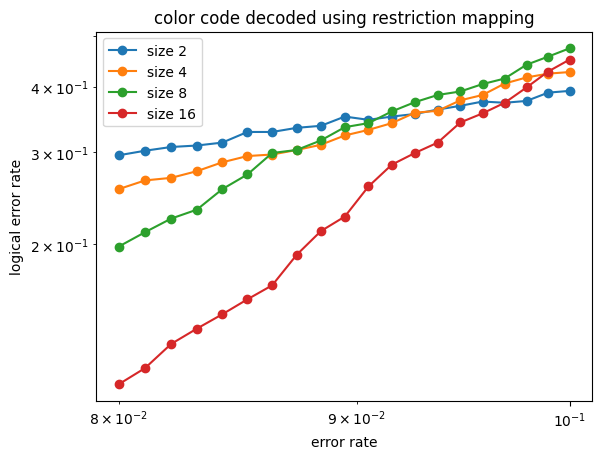 color code decoded using restriction mapping
size 2
size 4
size 8
size 16
logical error rate
4 × 10⁻¹
3 × 10⁻¹
2 × 10⁻¹
8 × 10⁻²
9 × 10⁻²
10⁻¹
error rate